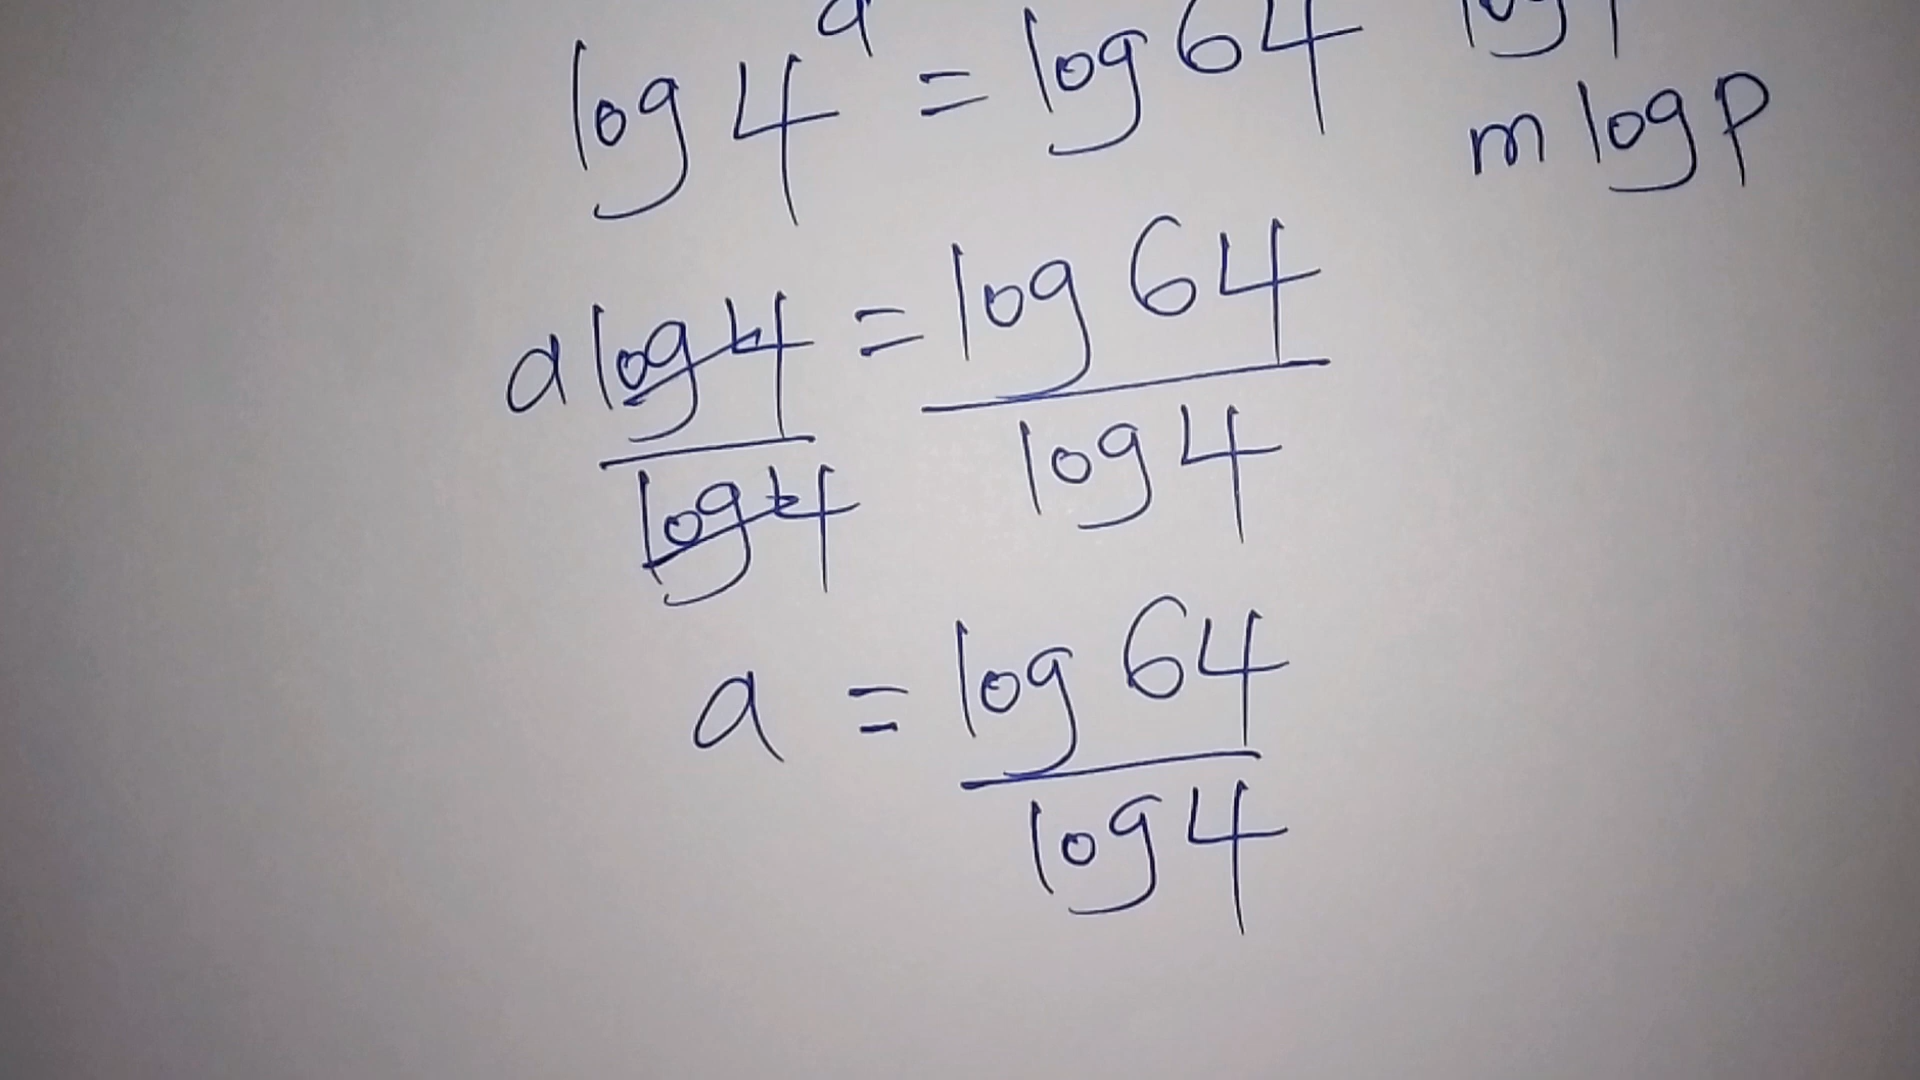 log 4^a = log 64
m log p
a log 4 = log 64
log 4 log 4
a = log 64
log 4